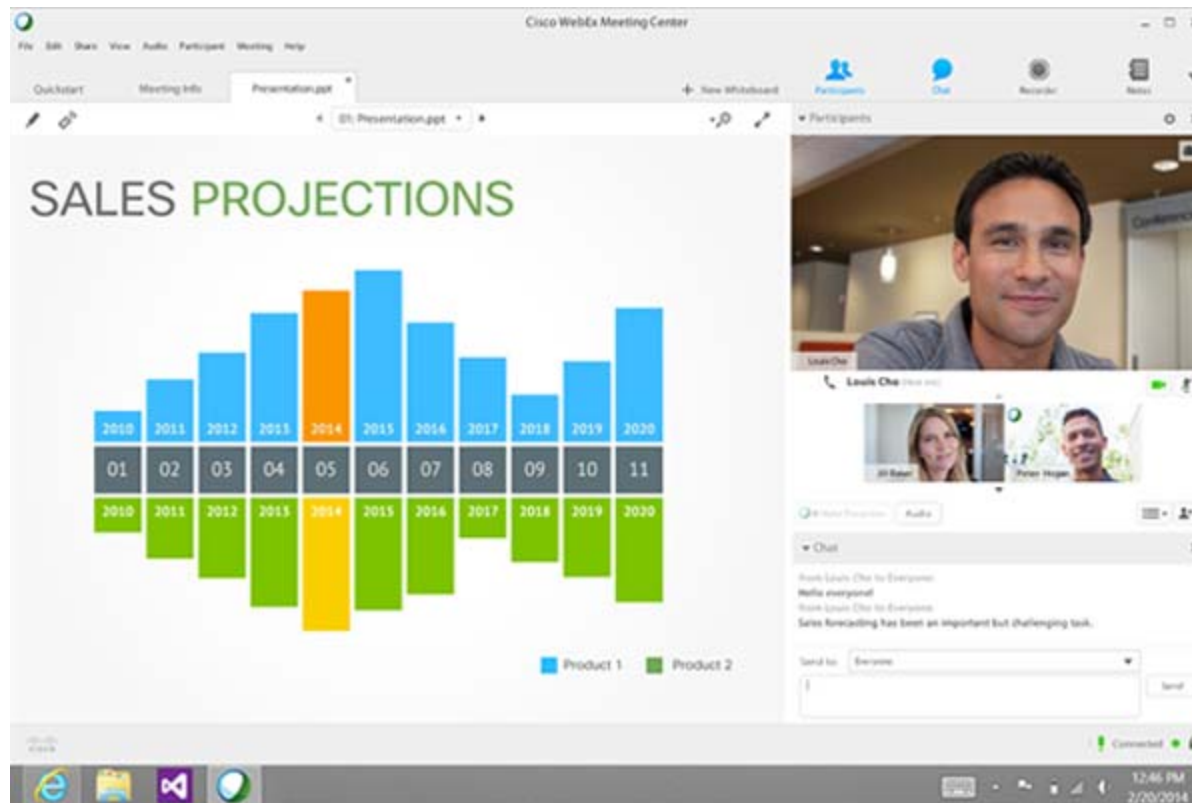 Cisco WebEx Meeting Center
File Edit Share View Audio Participant Meeting Help
Quickstart Meeting Info Presentation.ppt
+ New Whiteboard
Participants Chat Recorder Notes
01: Presentation.ppt
Participants
SALES PROJECTIONS
Conference
2010 2011 2012 2013 2014 2015 2016 2017 2018 2019 2020
01 02 03 04 05 06 07 08 09 10 11
2010 2011 2012 2013 2014 2015 2016 2017 2018 2019 2020
Product 1 Product 2
Louis Cho
Louis Cho
Jill Baker Peter Hogan
Audio
Chat
from Louis Cho to Everyone:
Hello everyone!
from Louis Cho to Everyone:
Sales forecasting has been an important but challenging task.
Send to: Everyone
Send
Connected
12:46 PM
2/20/2014